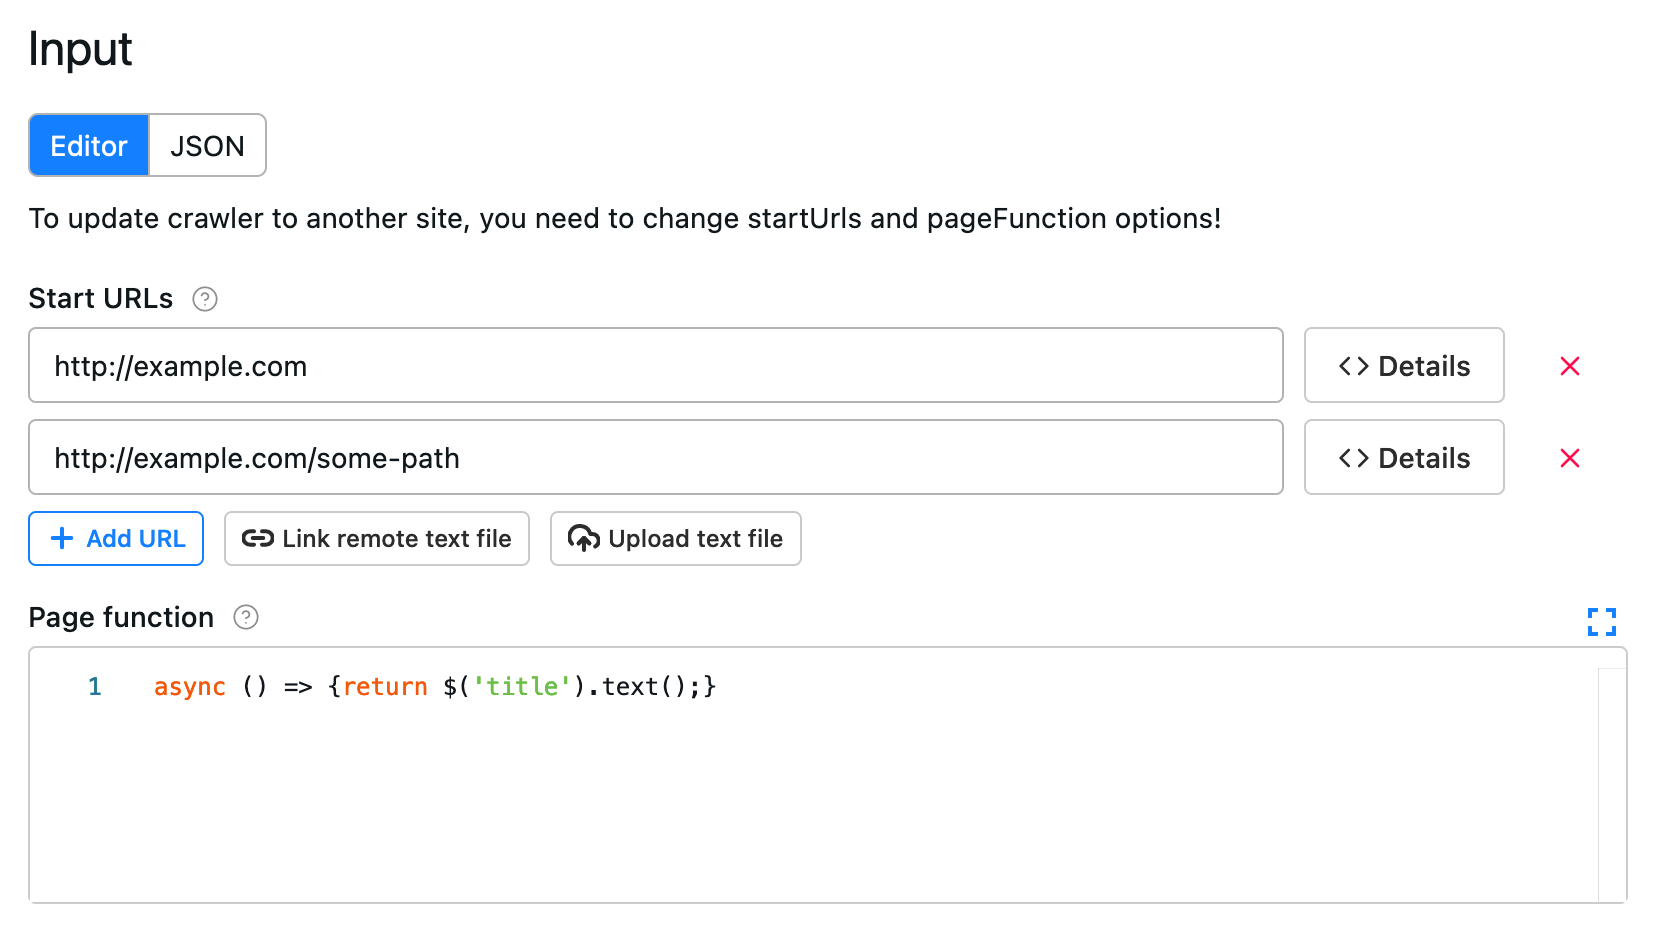 Input
Editor JSON
To update crawler to another site, you need to change startUrls and pageFunction options!
Start URLs ?
http://example.com <> Details
http://example.com/some-path <> Details
+ Add URL Link remote text file Upload text file
Page function ?
1 async () => {return $('title').text();}